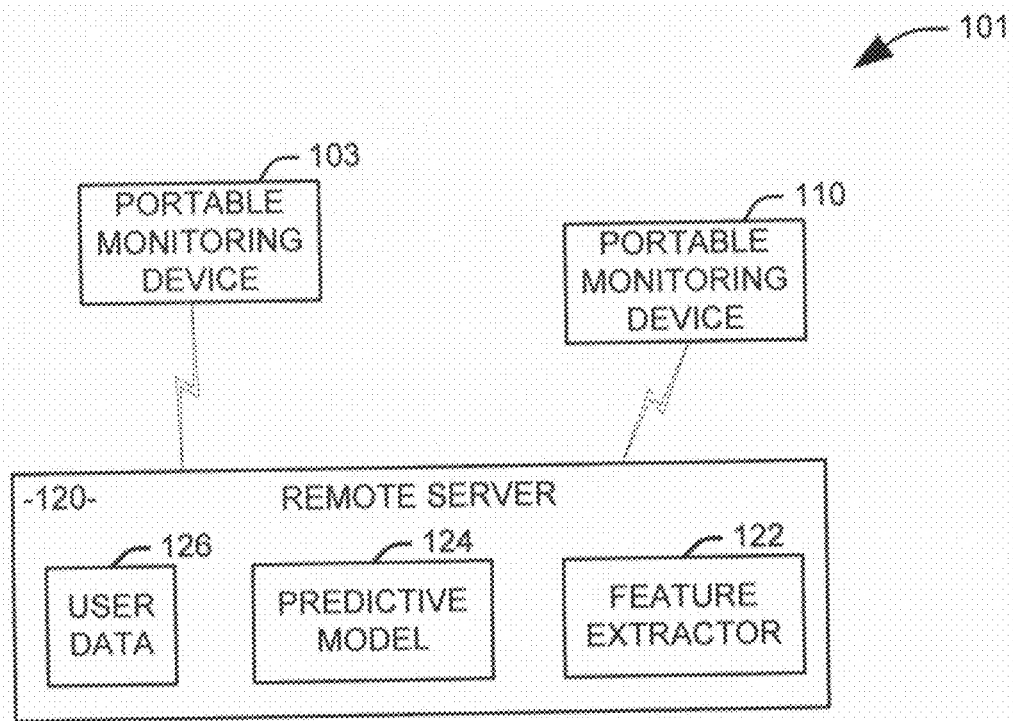 101
103
PORTABLE
MONITORING
DEVICE
110
PORTABLE
MONITORING
DEVICE
-120-
REMOTE SERVER
126
USER
DATA
124
PREDICTIVE
MODEL
122
FEATURE
EXTRACTOR